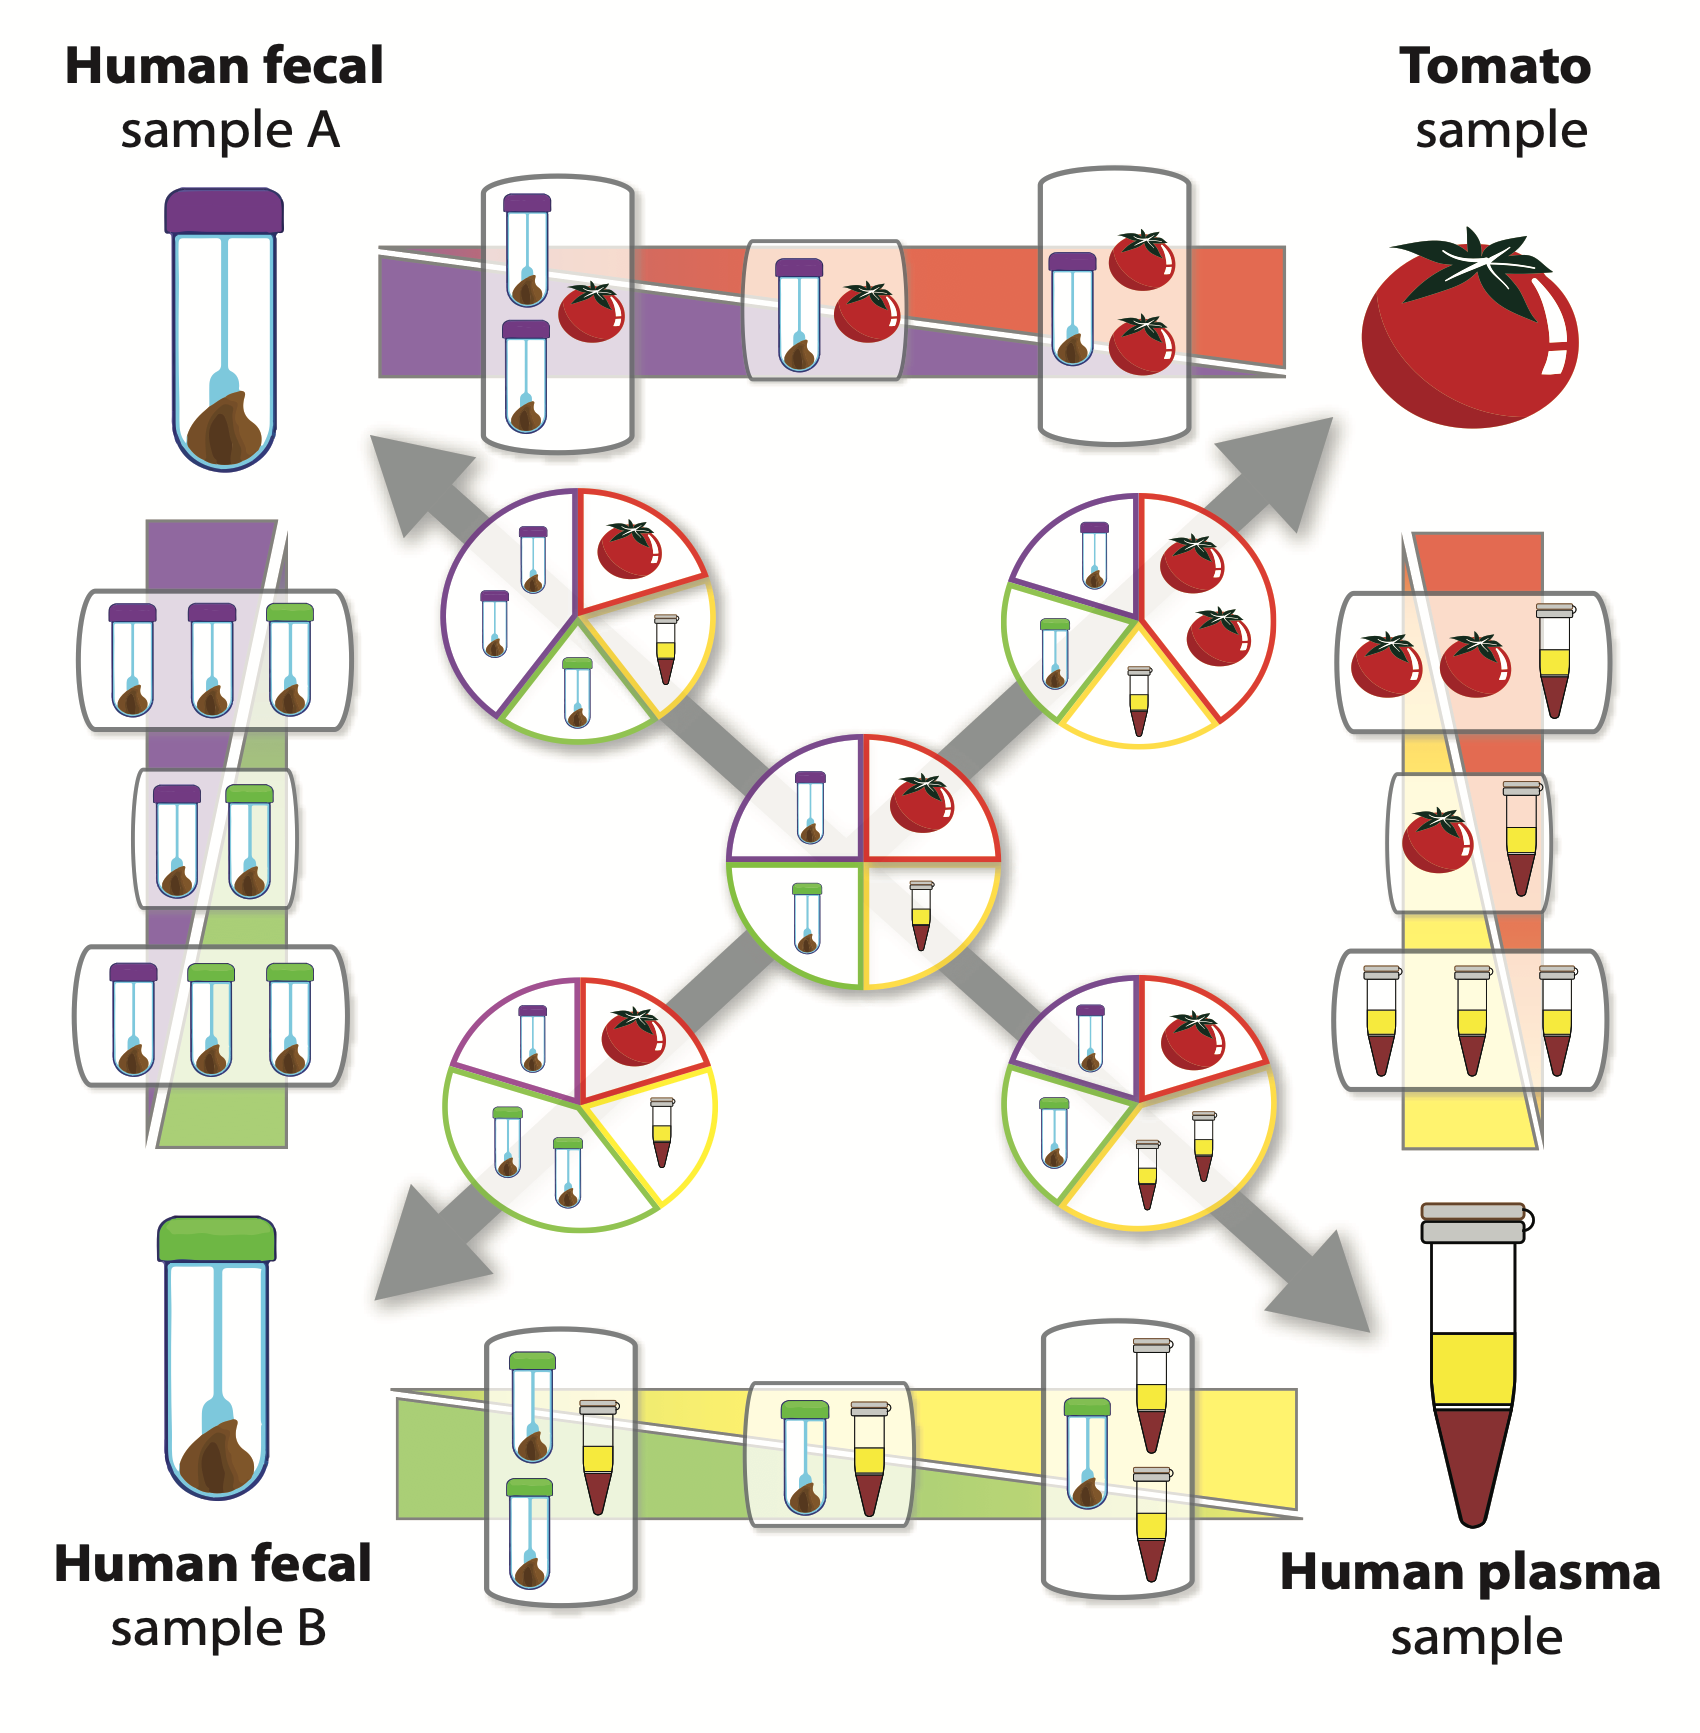 Human fecal
sample A
Tomato
sample
Human fecal
sample B
Human plasma
sample